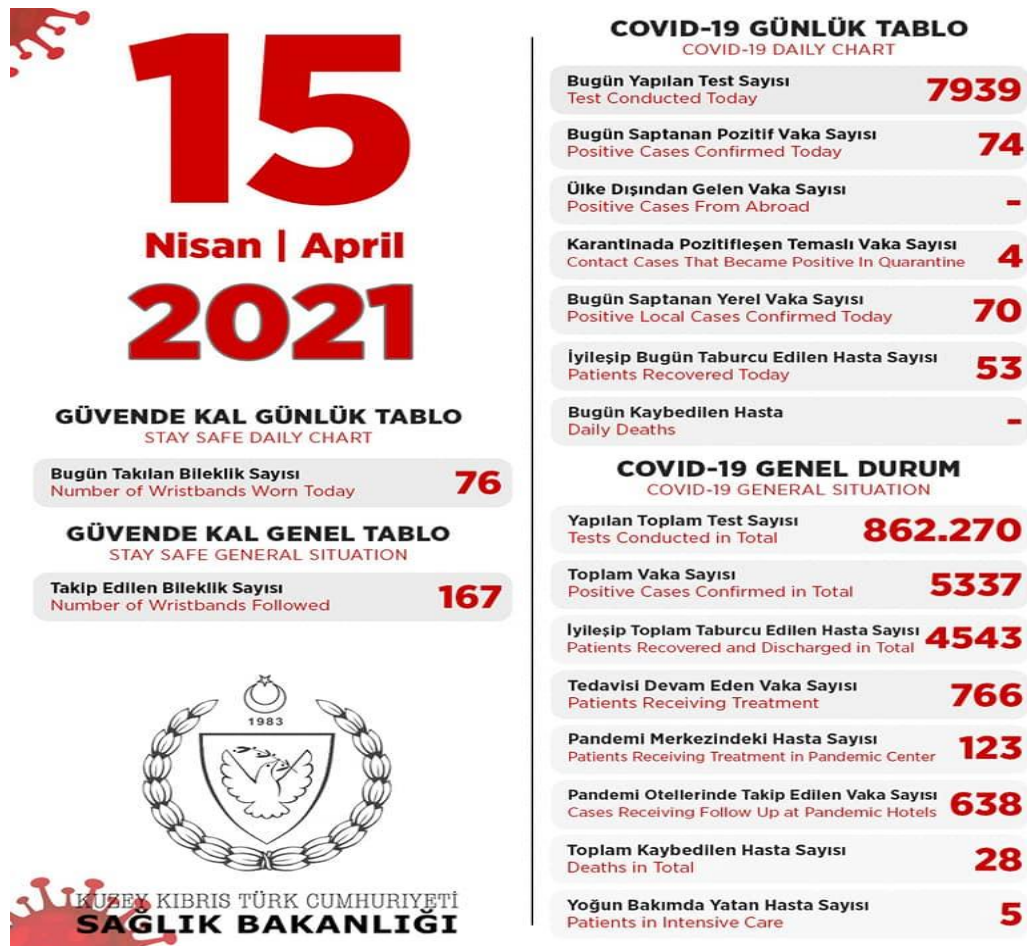 15
Nisan | April
2021
GÜVENDE KAL GÜNLÜK TABLO
STAY SAFE DAILY CHART
Bugün Takılan Bileklik Sayısı
Number of Wristbands Worn Today
76
GÜVENDE KAL GENEL TABLO
STAY SAFE GENERAL SITUATION
Takip Edilen Bileklik Sayısı
Number of Wristbands Followed
167
1983
KUZEY KIBRIS TÜRK CUMHURIYETİ
SAĞLIK BAKANLIĞI
COVID-19 GÜNLÜK TABLO
COVID-19 DAILY CHART
Bugün Yapılan Test Sayısı
Test Conducted Today
7939
Bugün Saptanan Pozitif Vaka Sayısı
Positive Cases Confirmed Today
74
Ülke Dışından Gelen Vaka Sayısı
Positive Cases From Abroad
-
Karantinada Pozitifleşen Temaslı Vaka Sayısı
Contact Cases That Became Positive In Quarantine
4
Bugün Saptanan Yerel Vaka Sayısı
Positive Local Cases Confirmed Today
70
İyileşip Bugün Taburcu Edilen Hasta Sayısı
Patients Recovered Today
53
Bugün Kaybedilen Hasta
Daily Deaths
-
COVID-19 GENEL DURUM
COVID-19 GENERAL SITUATION
Yapılan Toplam Test Sayısı
Tests Conducted in Total
862.270
Toplam Vaka Sayısı
Positive Cases Confirmed in Total
5337
İyileşip Toplam Taburcu Edilen Hasta Sayısı
Patients Recovered and Discharged in Total
4543
Tedavisi Devam Eden Vaka Sayısı
Patients Receiving Treatment
766
Pandemi Merkezindeki Hasta Sayısı
Patients Receiving Treatment in Pandemic Center
123
Pandemi Otellerinde Takip Edilen Vaka Sayısı
Cases Receiving Follow Up at Pandemic Hotels
638
Toplam Kaybedilen Hasta Sayısı
Deaths in Total
28
Yoğun Bakımda Yatan Hasta Sayısı
Patients in Intensive Care
5